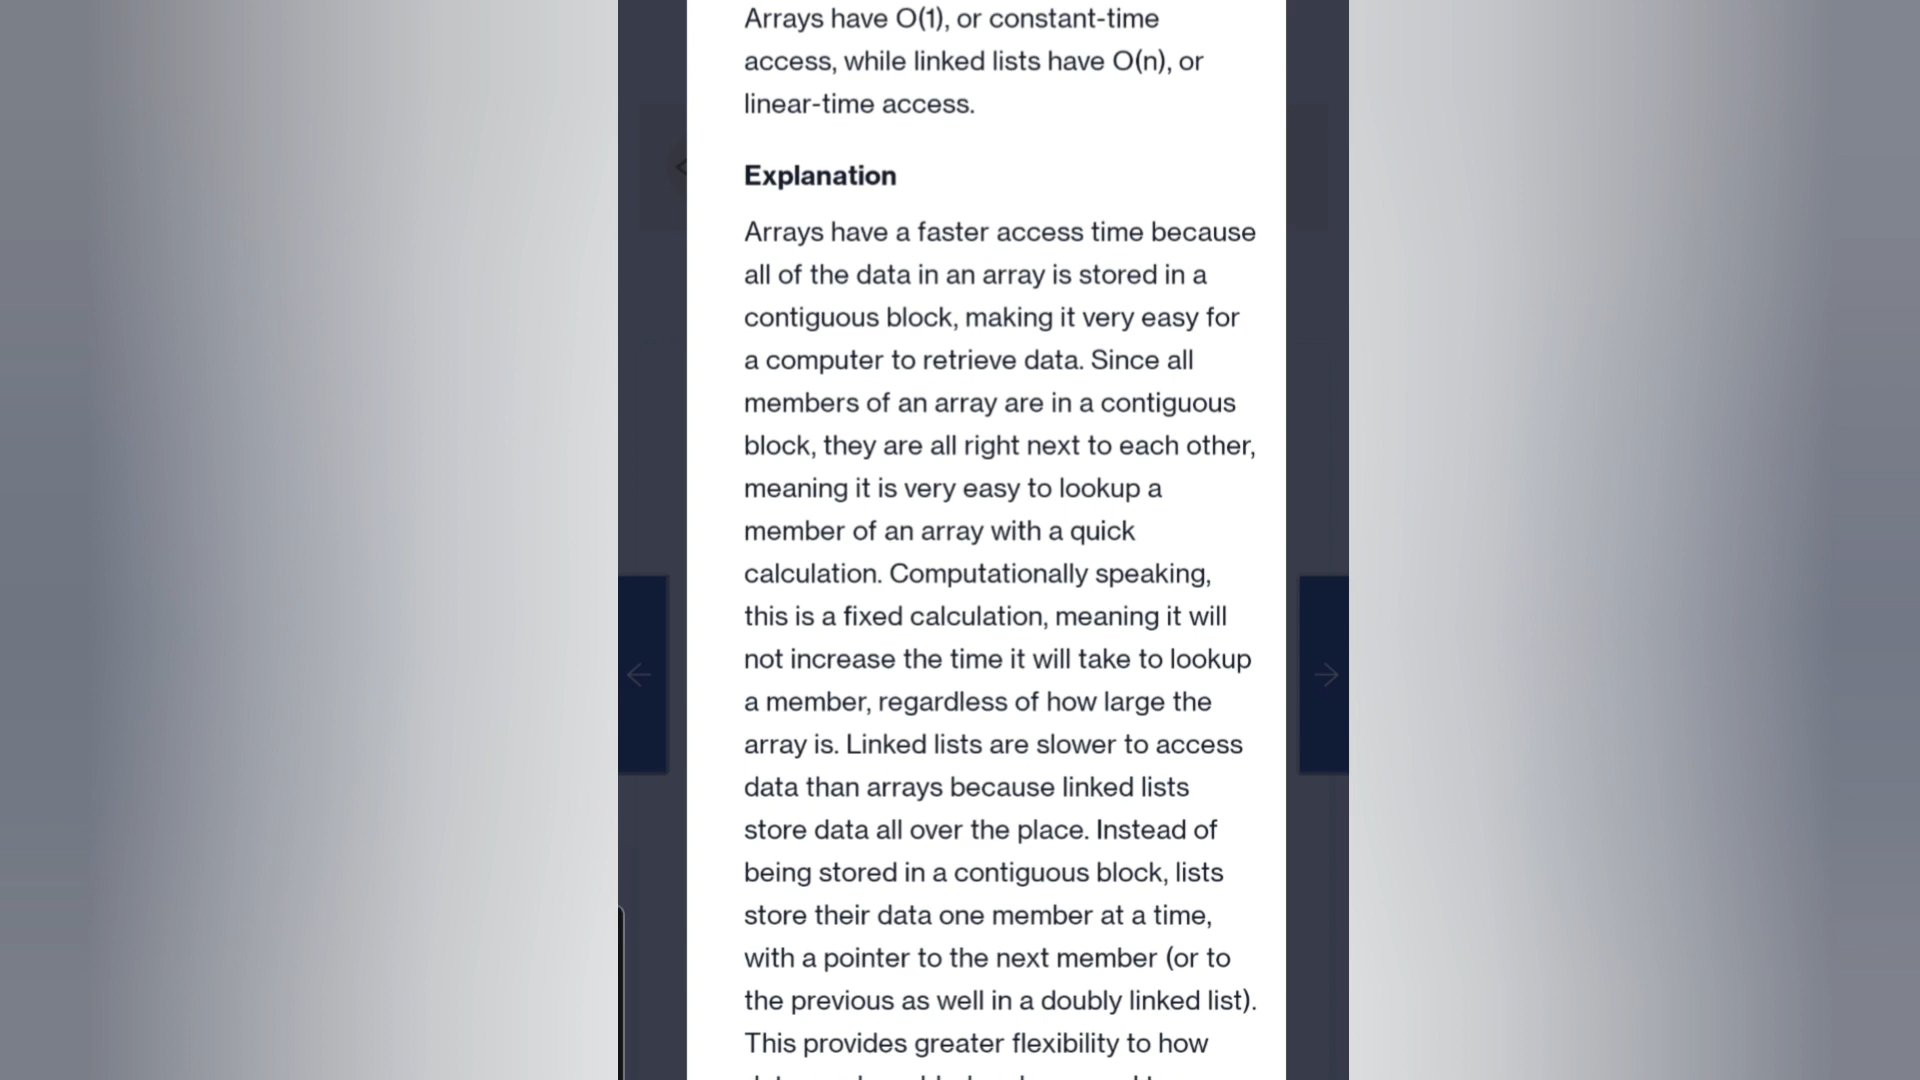 Arrays have O(1), or constant-time
access, while linked lists have O(n), or
linear-time access.
Explanation
Arrays have a faster access time because
all of the data in an array is stored in a
contiguous block, making it very easy for
a computer to retrieve data. Since all
members of an array are in a contiguous
block, they are all right next to each other,
meaning it is very easy to lookup a
member of an array with a quick
calculation. Computationally speaking,
this is a fixed calculation, meaning it will
not increase the time it will take to lookup
a member, regardless of how large the
array is. Linked lists are slower to access
data than arrays because linked lists
store data all over the place. Instead of
being stored in a contiguous block, lists
store their data one member at a time,
with a pointer to the next member (or to
the previous as well in a doubly linked list).
This provides greater flexibility to how